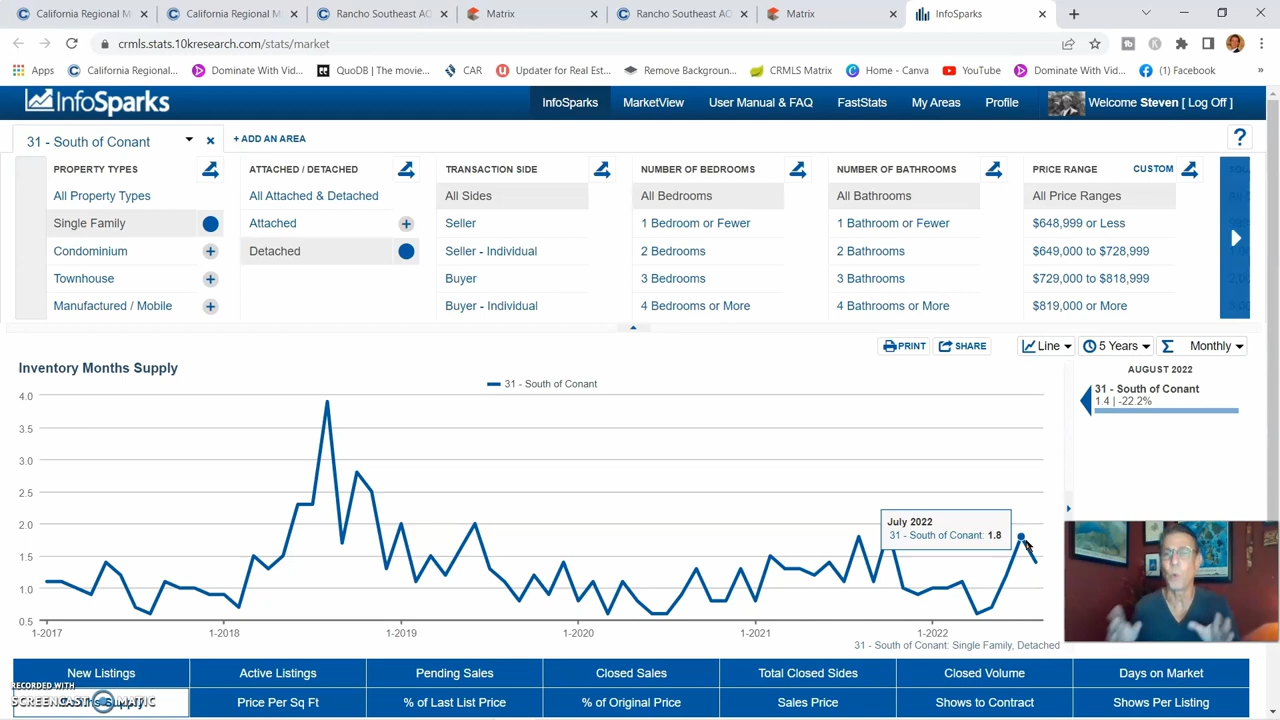 California Regional M
California Regional M
Rancho Southeast AO
Matrix
Rancho Southeast AO
Matrix
InfoSparks
crmls.stats.10kresearch.com/stats/market
Apps
California Regional...
Dominate With Vid...
QuoDB | The movie...
CAR
Updater for Real Est...
Remove Backgroun...
CRMLS Matrix
Home - Canva
YouTube
Dominate With Vid...
(1) Facebook
»
InfoSparks
InfoSparks
MarketView
User Manual & FAQ
FastStats
My Areas
Profile
Welcome Steven [ Log Off ]
31 - South of Conant
+ ADD AN AREA
?
PROPERTY TYPES
All Property Types
Single Family
Condominium
Townhouse
Manufactured / Mobile
ATTACHED / DETACHED
All Attached & Detached
Attached
Detached
TRANSACTION SIDE
All Sides
Seller
Seller - Individual
Buyer
Buyer - Individual
NUMBER OF BEDROOMS
All Bedrooms
1 Bedroom or Fewer
2 Bedrooms
3 Bedrooms
4 Bedrooms or More
NUMBER OF BATHROOMS
All Bathrooms
1 Bathroom or Fewer
2 Bathrooms
3 Bathrooms
4 Bathrooms or More
PRICE RANGE CUSTOM
All Price Ranges
$648,999 or Less
$649,000 to $728,999
$729,000 to $818,999
$819,000 or More
PRINT
SHARE
Line
5 Years
Σ Monthly
Inventory Months Supply
31 - South of Conant
AUGUST 2022
31 - South of Conant
1.4 | -22.2%
4.0
3.5
3.0
2.5
2.0
1.5
1.0
0.5
July 2022
31 - South of Conant: 1.8
1-2017
1-2018
1-2019
1-2020
1-2021
1-2022
31 - South of Conant: Single Family, Detached
New Listings
Active Listings
Pending Sales
Closed Sales
Total Closed Sides
Closed Volume
Days on Market
RECORDED WITH
SCREENCAST MATIC
Price Per Sq Ft
% of Last List Price
% of Original Price
Sales Price
Shows to Contract
Shows Per Listing